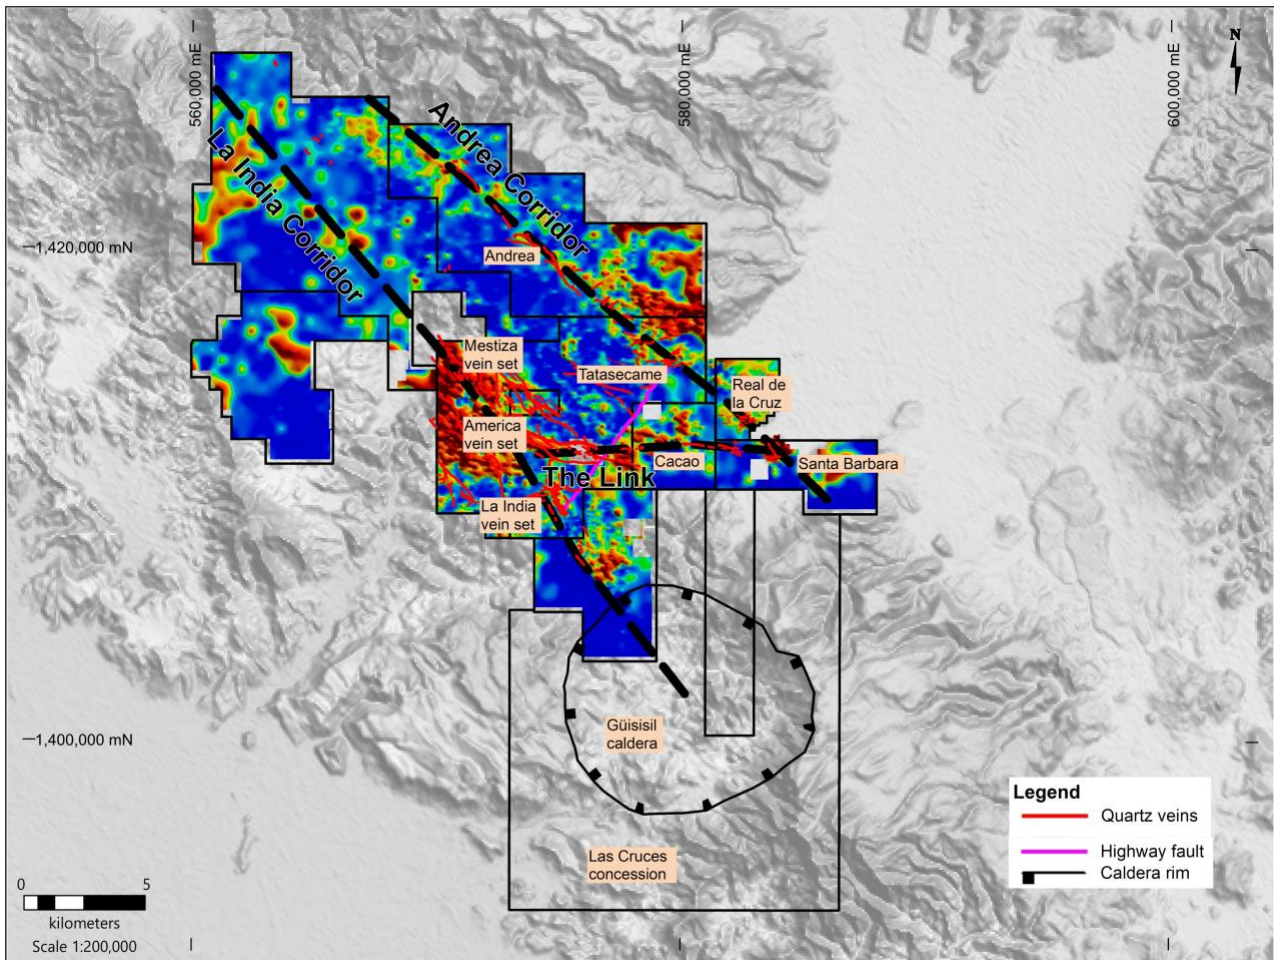 560,000 mE
580,000 mE
600,000 mE
N
Andrea Corridor
La India Corridor
1,420,000 mN
Andrea
Mestiza
vein set
Tatasecame
Real de
la Cruz
America
vein set
Cacao
Santa Barbara
The Link
La India
vein set
Güisisil
caldera
1,400,000 mN
Legend
Quartz veins
Highway fault
Caldera rim
Las Cruces
concession
0 5
kilometers
Scale 1:200,000